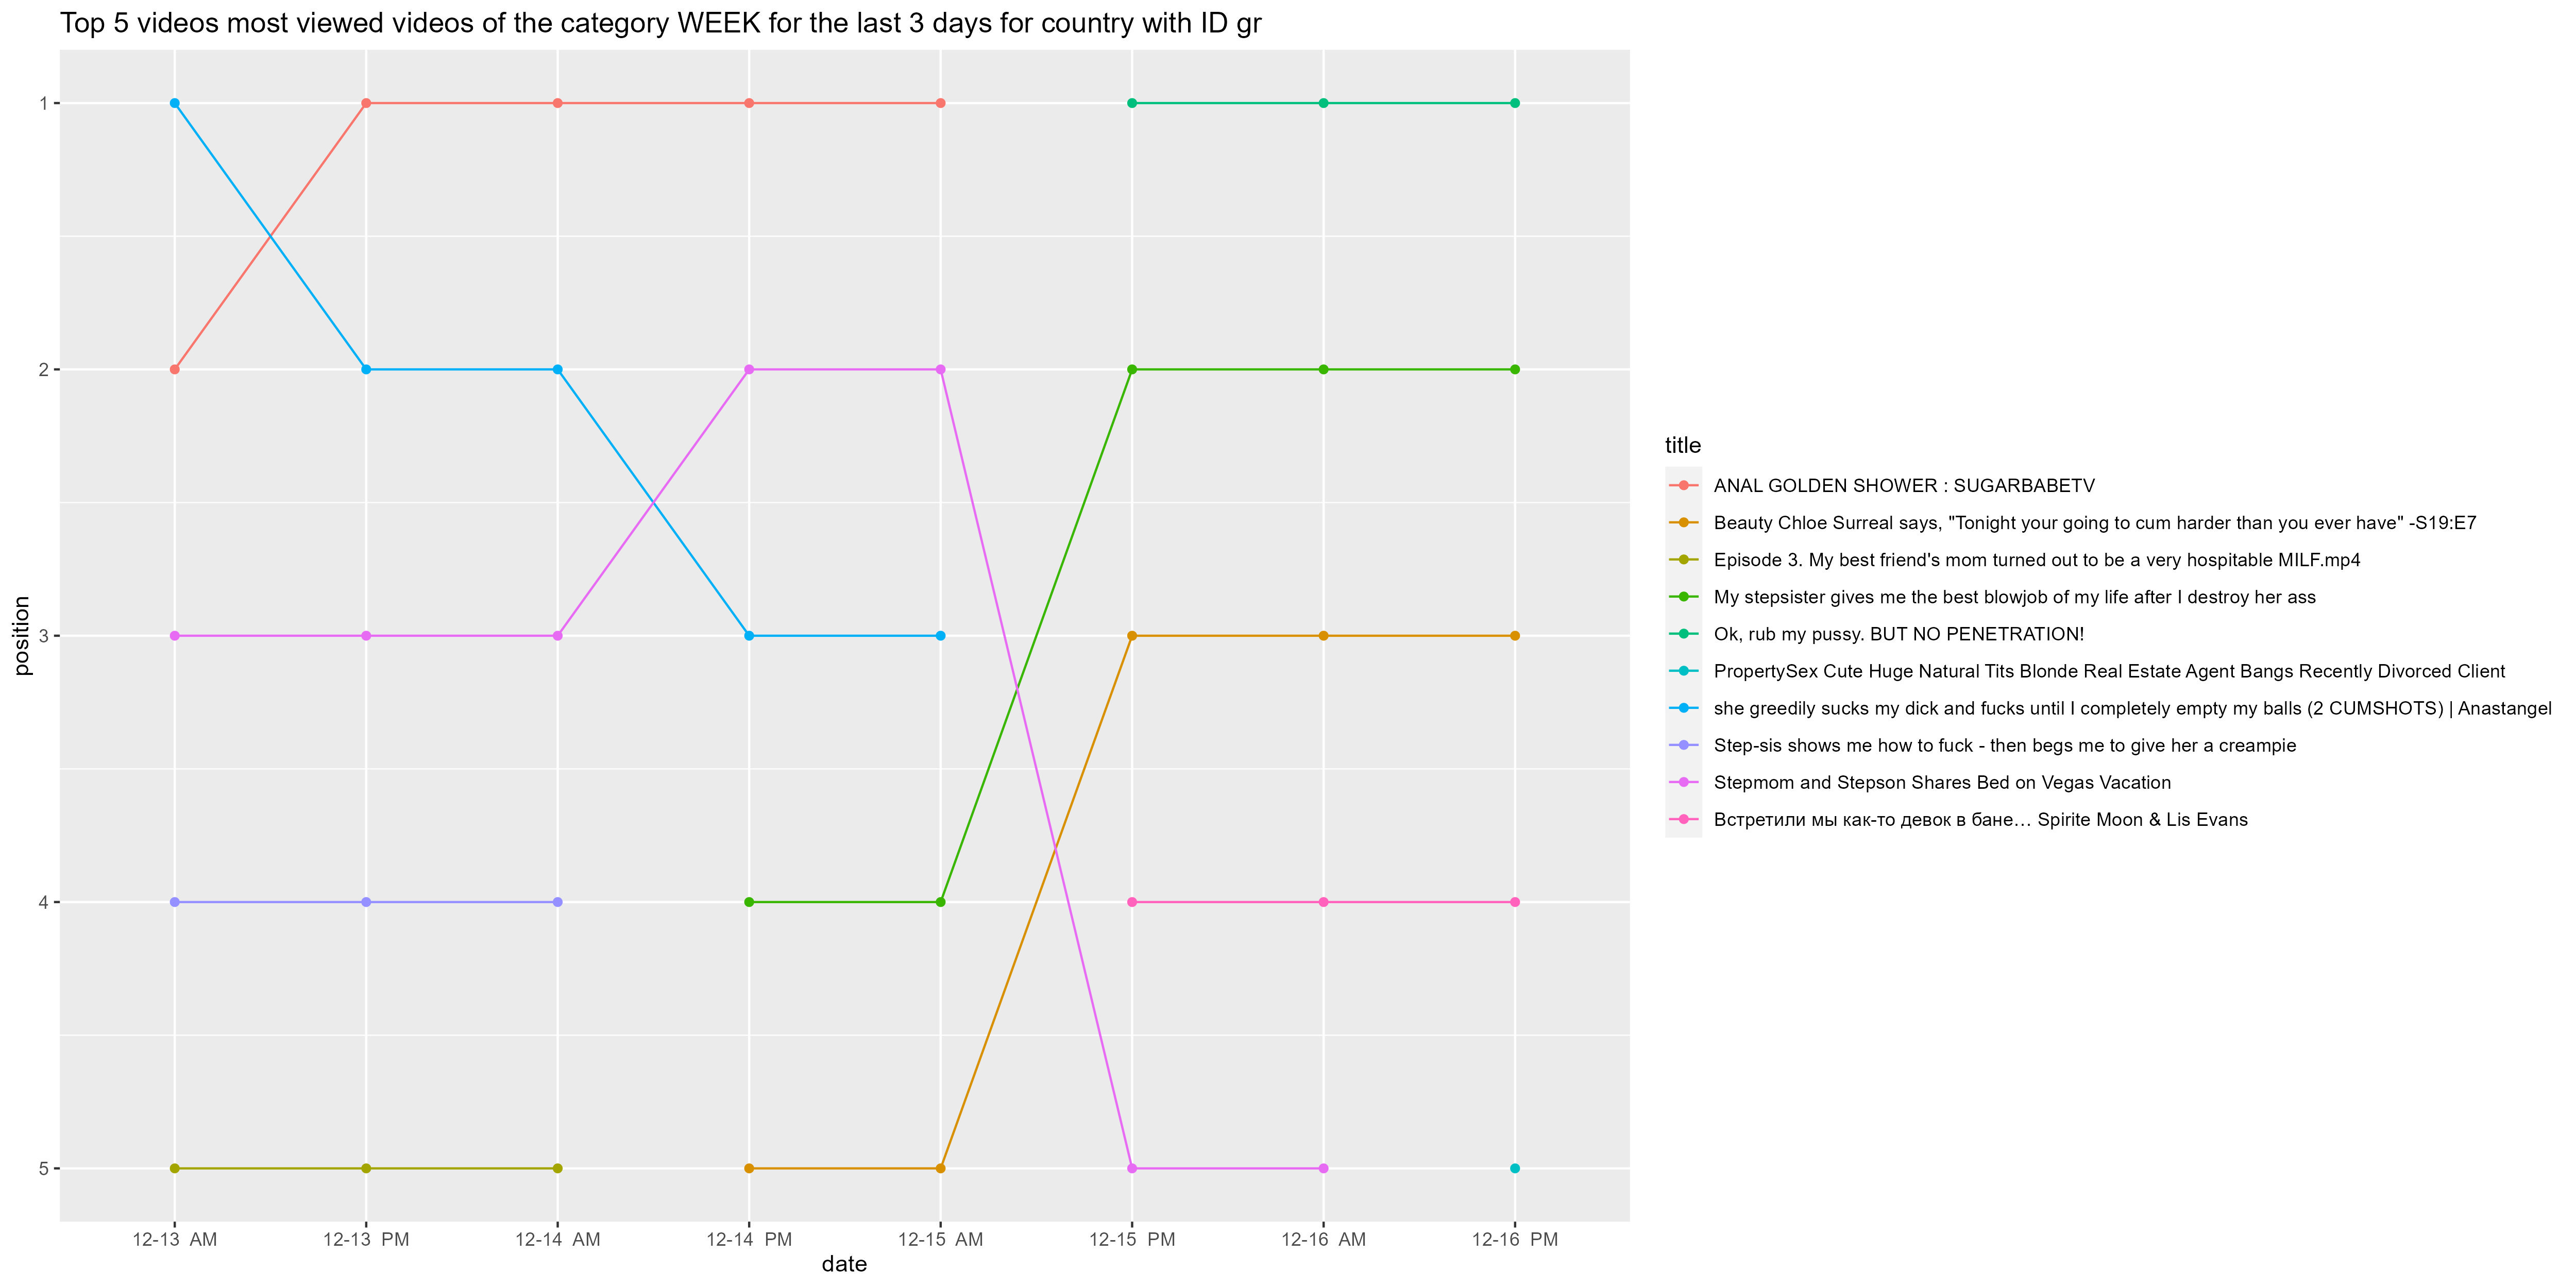 Top 5 videos most viewed videos of the category WEEK for the last 3 days for country with ID gr
position
1
2
3
4
5
12-13 AM
12-13 PM
12-14 AM
12-14 PM
12-15 AM
12-15 PM
12-16 AM
12-16 PM
date
title
ANAL GOLDEN SHOWER : SUGARBABETV
Beauty Chloe Surreal says, "Tonight your going to cum harder than you ever have" -S19:E7
Episode 3. My best friend's mom turned out to be a very hospitable MILF.mp4
My stepsister gives me the best blowjob of my life after I destroy her ass
Ok, rub my pussy. BUT NO PENETRATION!
PropertySex Cute Huge Natural Tits Blonde Real Estate Agent Bangs Recently Divorced Client
she greedily sucks my dick and fucks until I completely empty my balls (2 CUMSHOTS) | Anastangel
Step-sis shows me how to fuck - then begs me to give her a creampie
Stepmom and Stepson Shares Bed on Vegas Vacation
Встретили мы как-то девок в бане… Spirite Moon & Lis Evans